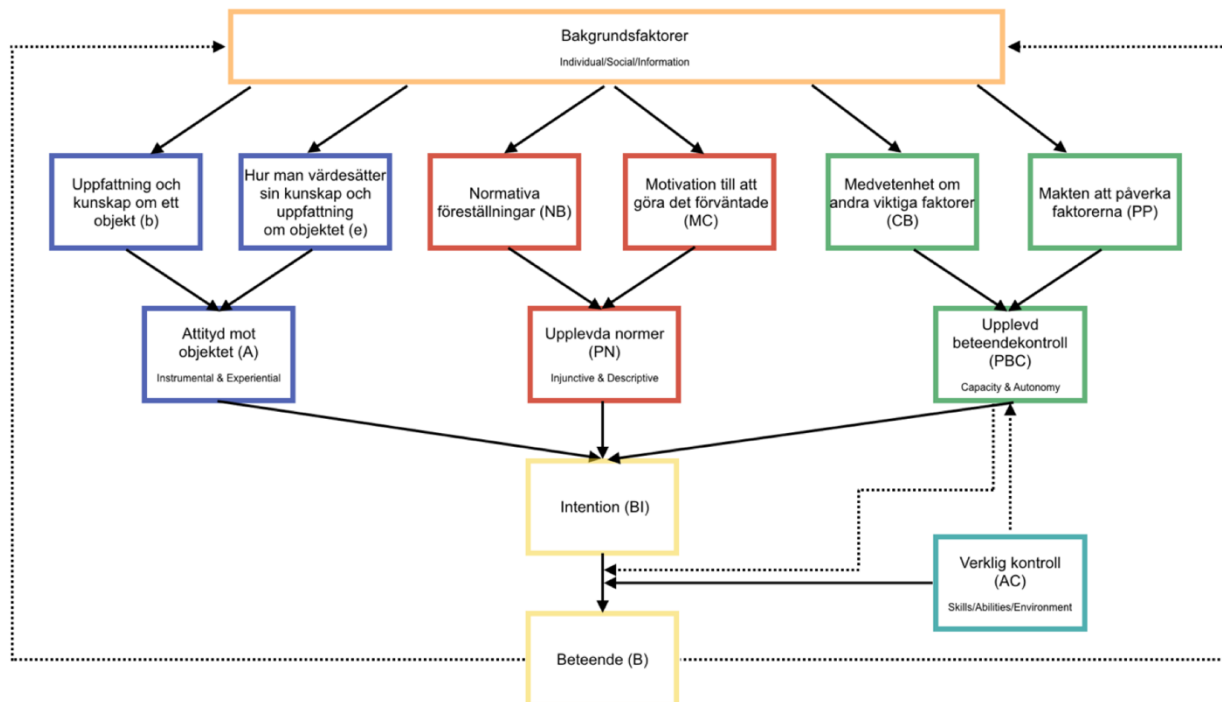 Bakgrundsfaktorer
Individual/Social/Information
Uppfattning och
kunskap om ett
objekt (b)
Hur man värdesätter
sin kunskap och
uppfattning
om objektet (e)
Normativa
föreställningar (NB)
Motivation till att
göra det förväntade
(MC)
Medvetenhet om
andra viktiga faktorer
(CB)
Makten att påverka
faktorerna (PP)
Attityd mot
objektet (A)
Instrumental & Experiential
Upplevda normer
(PN)
Injunctive & Descriptive
Upplevd
beteendekontroll
(PBC)
Capacity & Autonomy
Intention (BI)
Verklig kontroll
(AC)
Skills/Abilities/Environment
Beteende (B)